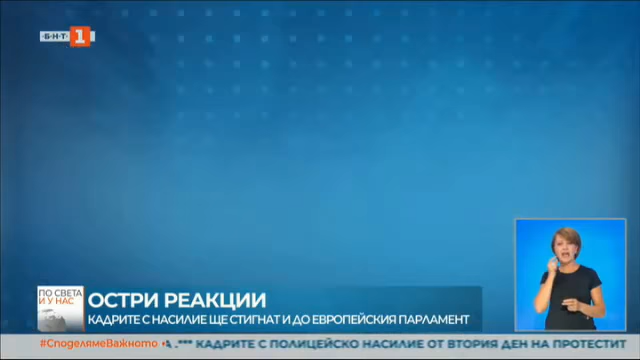 БНТ 1
ПО СВЕТА
И У НАС
ОСТРИ РЕАКЦИИ
КАДРИТЕ С НАСИЛИЕ ЩЕ СТИГНАТ И ДО ЕВРОПЕЙСКИЯ ПАРЛАМЕНТ
#СподелямеВажното А .*** КАДРИТЕ С ПОЛИЦЕЙСКО НАСИЛИЕ ОТ ВТОРИЯ ДЕН НА ПРОТЕСТИТ